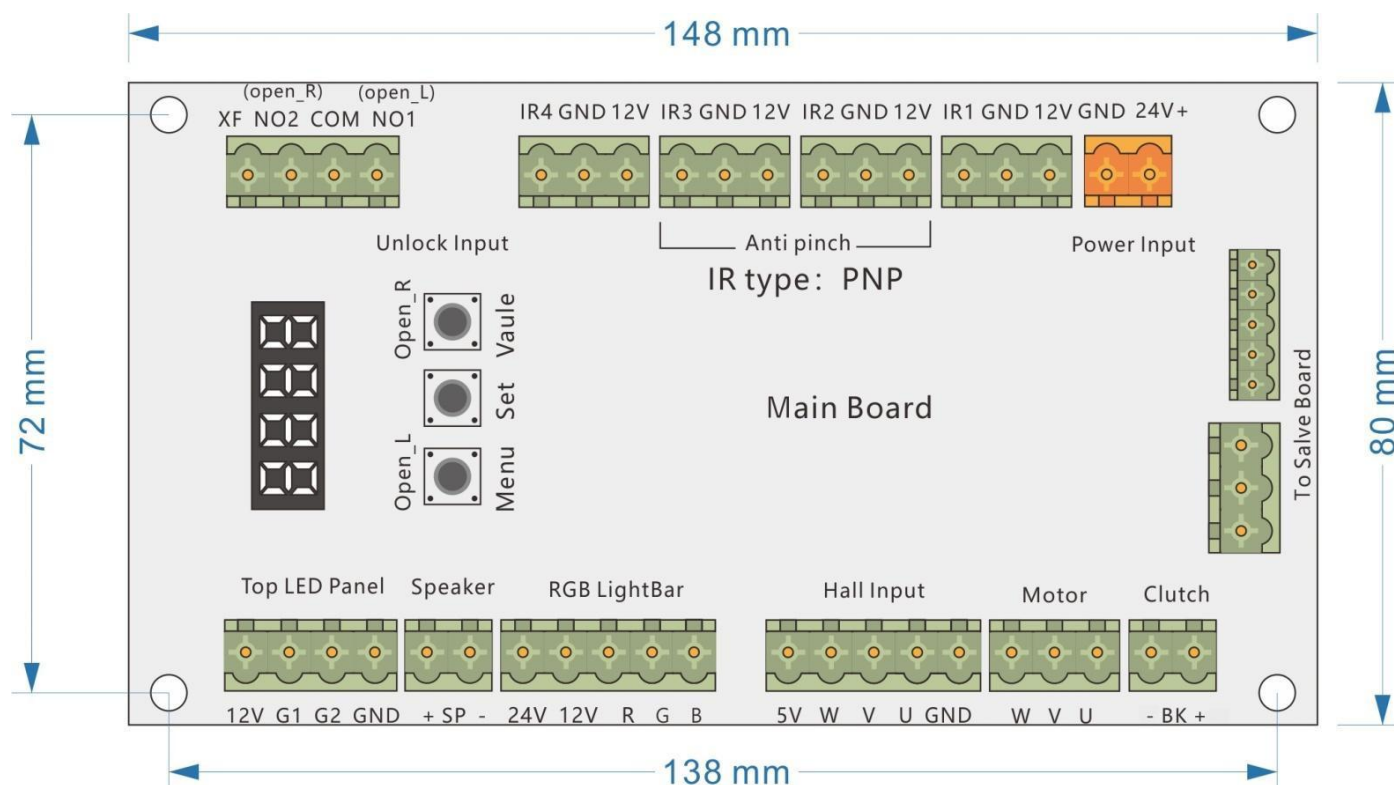 148 mm
(open_R) (open_L)
XF NO2 COM NO1
IR4 GND 12V IR3 GND 12V IR2 GND 12V IR1 GND 12V GND 24V+
Unlock Input
Anti pinch
Power Input
IR type: PNP
Open_R
Vaule
Set
Open_L
Menu
Main Board
To Salve Board
72 mm
80 mm
Top LED Panel Speaker RGB LightBar Hall Input Motor Clutch
12V G1 G2 GND + SP - 24V 12V R G B 5V W V U GND W V U - BK +
138 mm